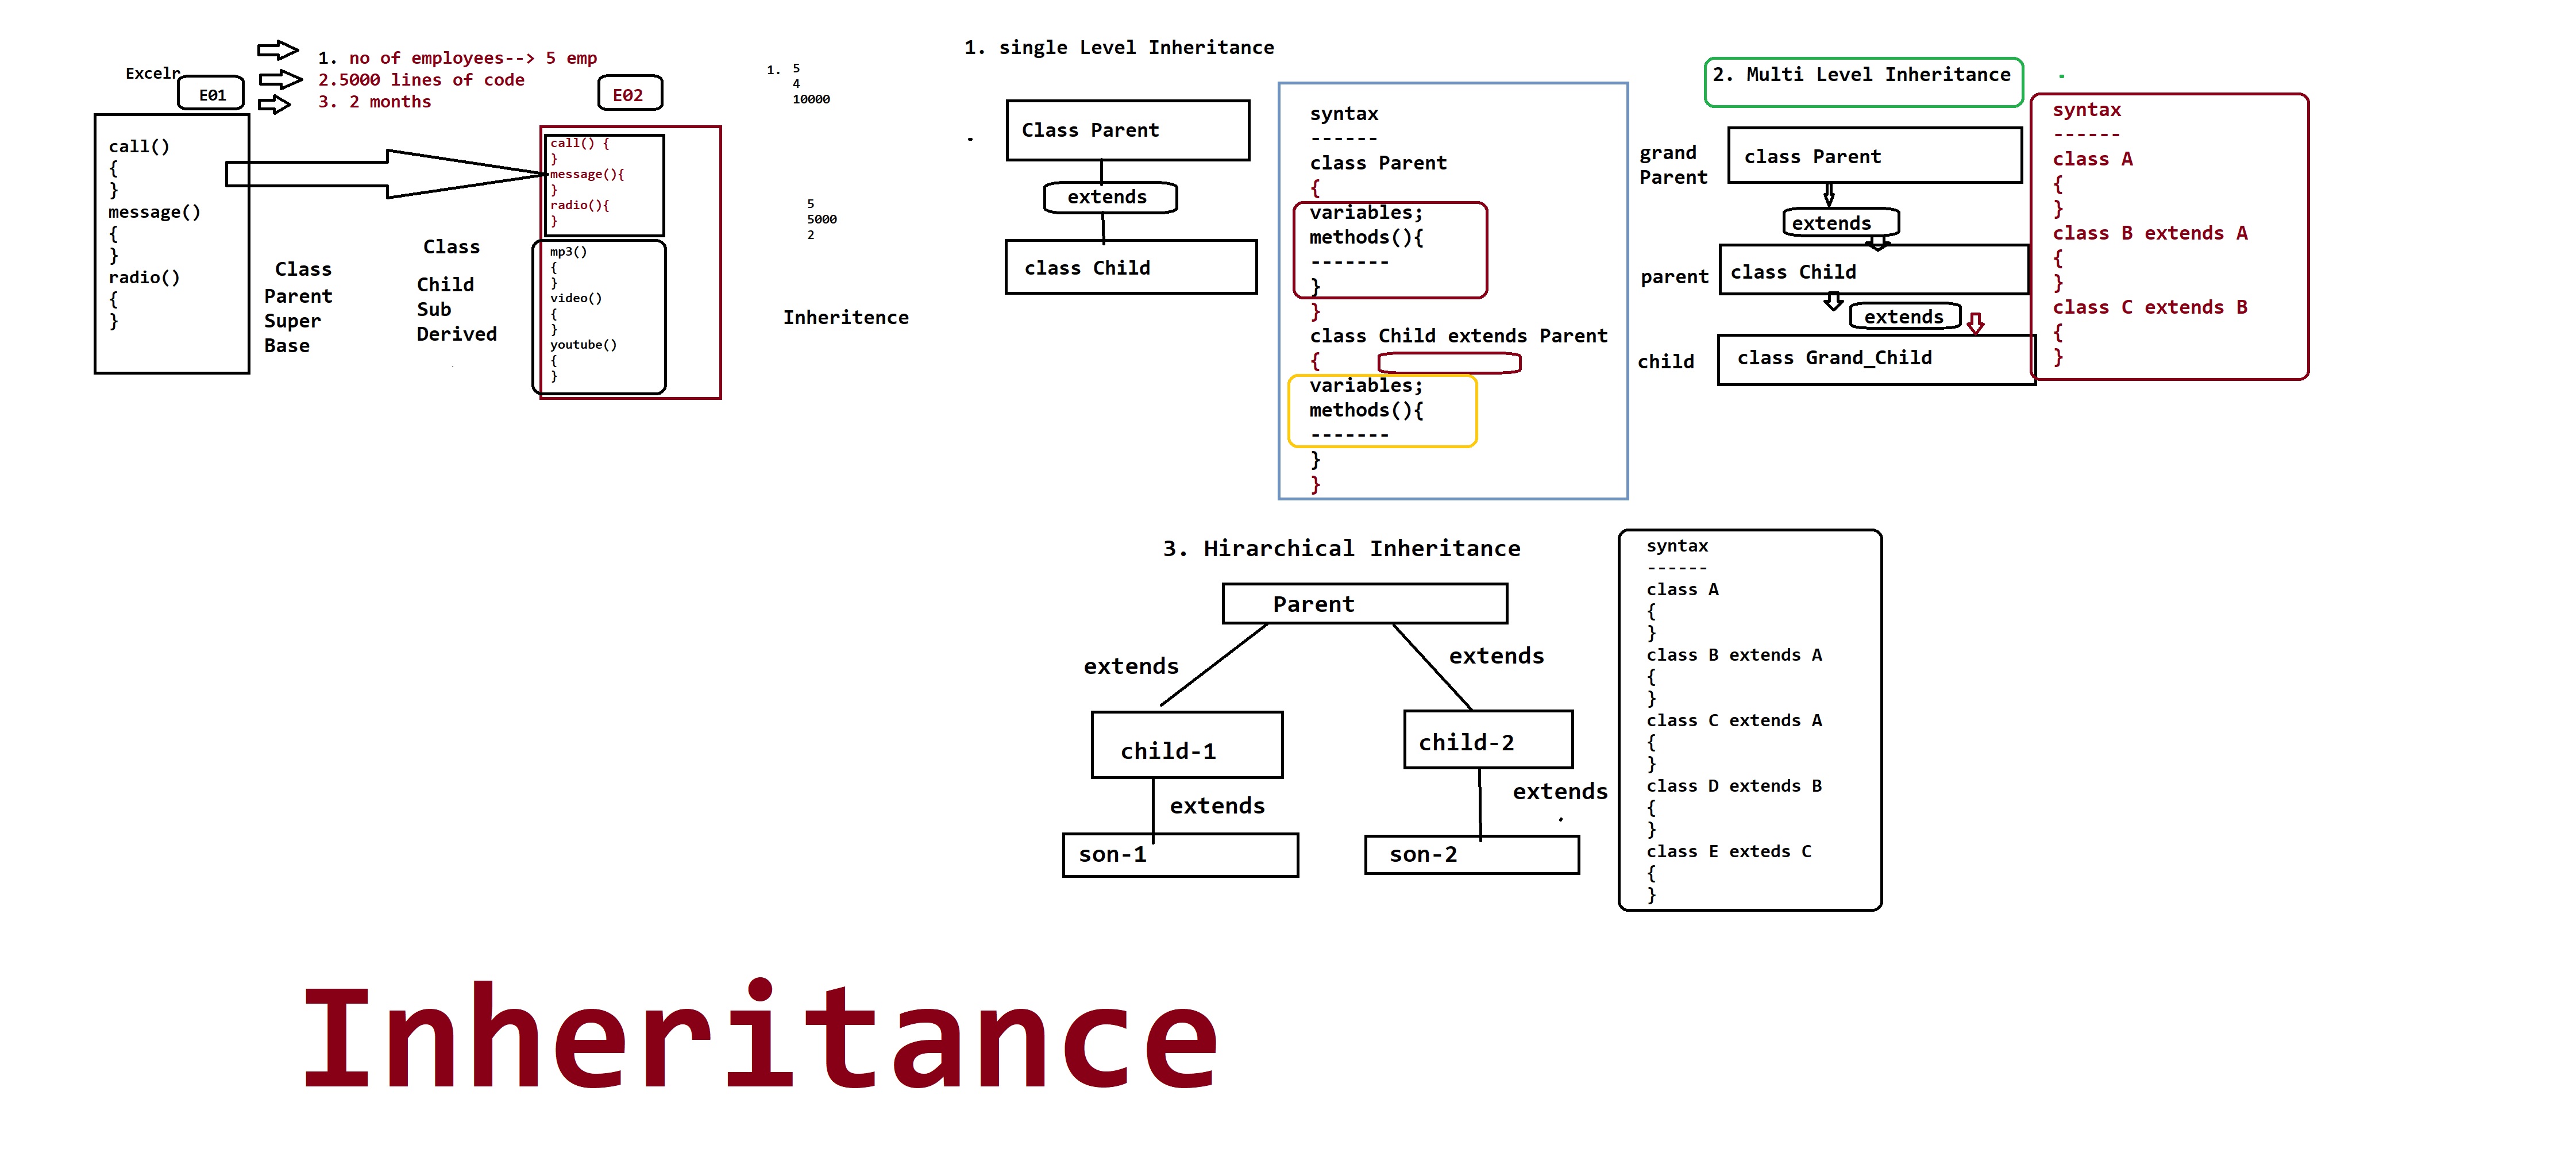 Excelr
E01
1. no of employees--> 5 emp
2.5000 lines of code
3. 2 months
E02
call()
{
}
message()
{
}
radio()
{
}
Class
Parent
Super
Base
Class
Child
Sub
Derived
call() {
}
message(){
}
radio(){
}
mp3()
{
}
video()
{
}
youtube()
{
}
1. 5
4
10000
5
5000
2
Inheritence
1. single Level Inheritance
Class Parent
extends
class Child
syntax
------
class Parent
{
variables;
methods(){
-------
}
}
class Child extends Parent
{
variables;
methods(){
-------
}
}
2. Multi Level Inheritance
grand
Parent
class Parent
extends
parent
class Child
extends
child
class Grand_Child
syntax
------
class A
{
}
class B extends A
{
}
class C extends B
{
}
3. Hirarchical Inheritance
Parent
extends
extends
child-1
child-2
extends
extends
son-1
son-2
syntax
------
class A
{
}
class B extends A
{
}
class C extends A
{
}
class D extends B
{
}
class E exteds C
{
}
Inheritance